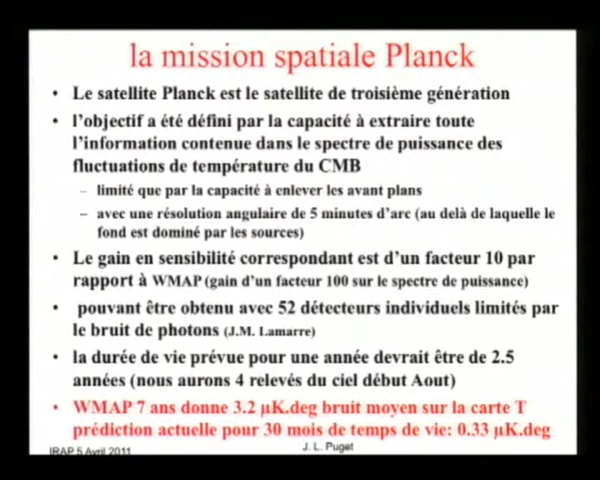 la mission spatiale Planck
• Le satellite Planck est le satellite de troisième génération
• l'objectif a été défini par la capacité à extraire toute
l'information contenue dans le spectre de puissance des
fluctuations de température du CMB
– limité que par la capacité à enlever les avant plans
– avec une résolution angulaire de 5 minutes d'arc (au delà de laquelle le
fond est dominé par les sources)
• Le gain en sensibilité correspondant est d'un facteur 10 par
rapport à WMAP (gain d'un facteur 100 sur le spectre de puissance)
• pouvant être obtenu avec 52 détecteurs individuels limités par
le bruit de photons (J.M. Lamarre)
• la durée de vie prévue pour une année devrait être de 2.5
années (nous aurons 4 relevés du ciel début Aout)
• WMAP 7 ans donne 3.2 µK.deg bruit moyen sur la carte T
prédiction actuelle pour 30 mois de temps de vie: 0.33 µK.deg
IRAP 5 Avril 2011
J. L. Puget